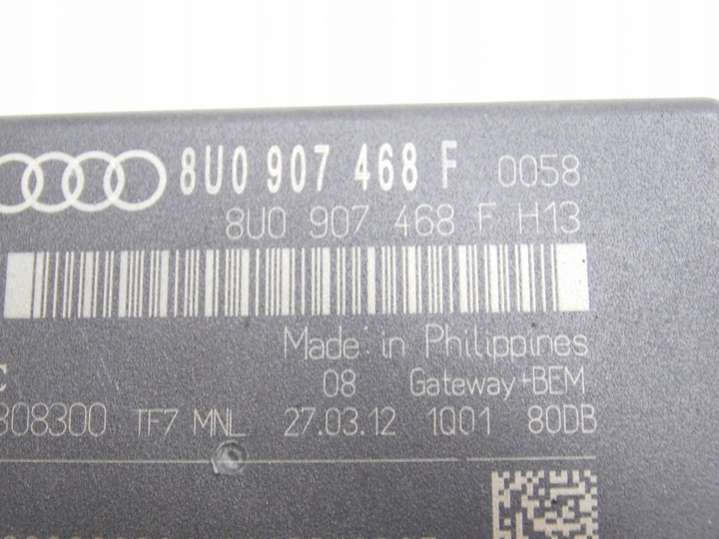 8U0 907 468 F 0058
8U0 907 468 F H13
Made in Philippines
08 Gateway+BEM
808300 TF7 MNL 27.03.12 1Q01 80DB